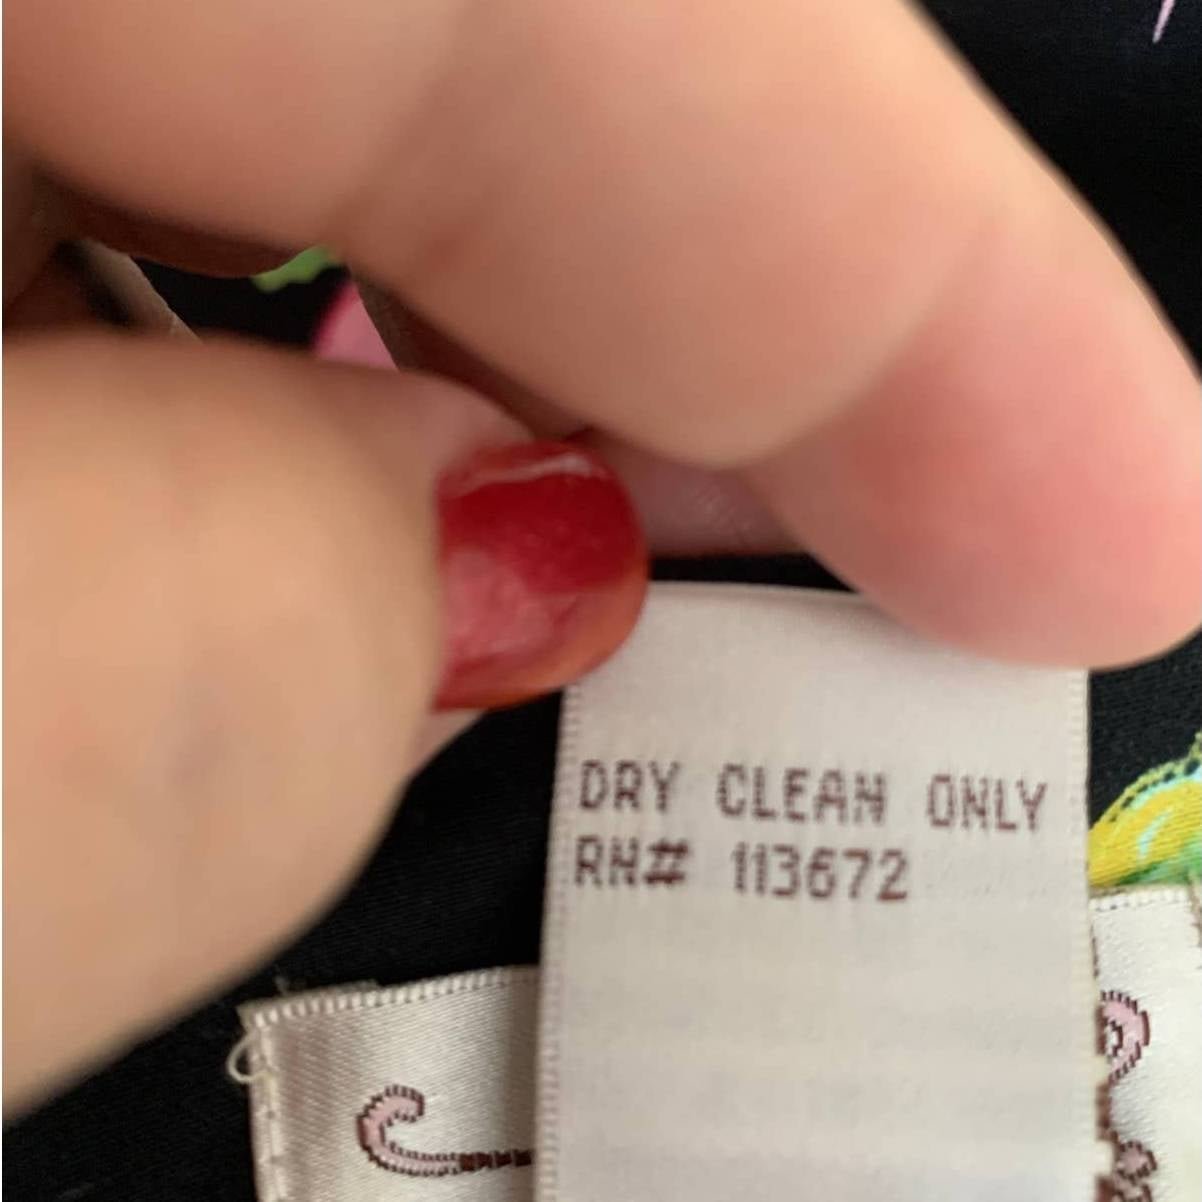 DRY CLEAN ONLY
RN# 113672